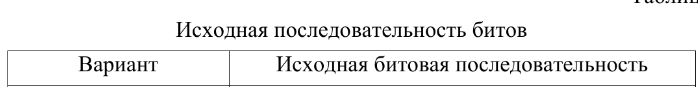 Исходная последовательность битов
Вариант Исходная битовая последовательность